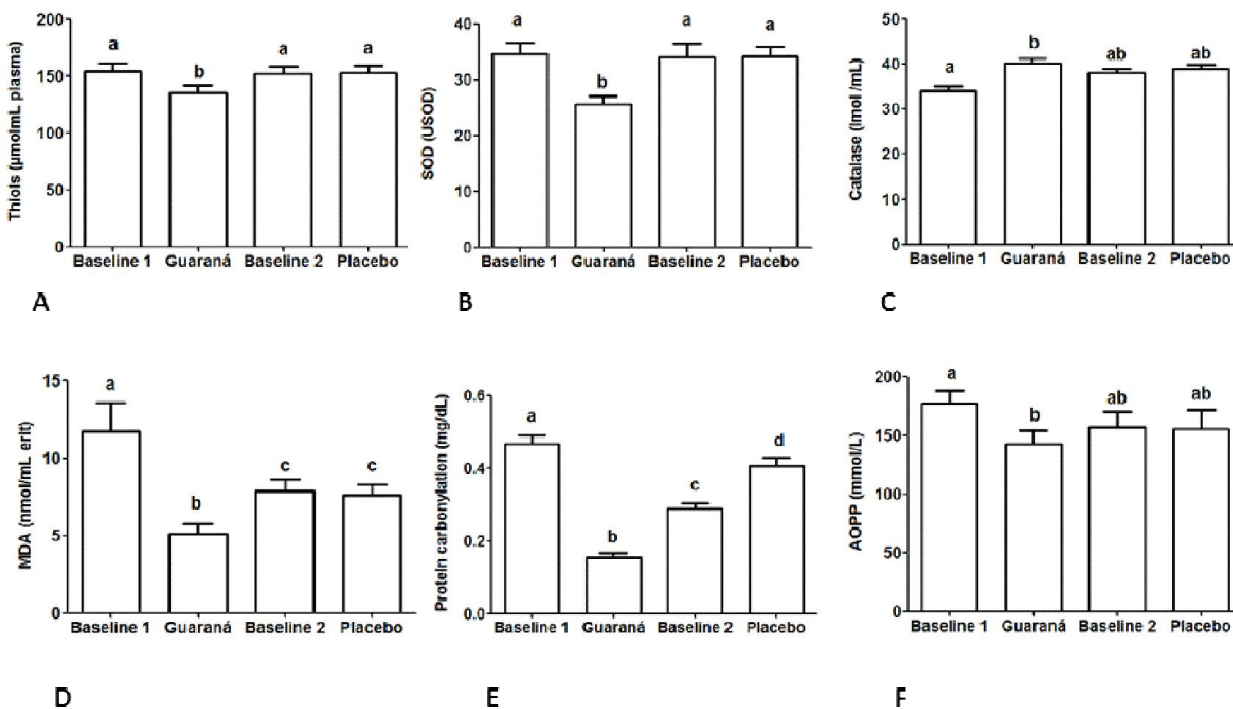 Thiols (µmolmL plasma)
200
150
100
50
0
a
b
a
a
Baseline 1 Guaraná Baseline 2 Placebo
A
SOD (USOD)
40
30
20
10
0
a
b
a
a
Baseline 1 Guaraná Baseline 2 Placebo
B
Catalase (lmol /mL)
50
40
30
20
10
0
a
b
ab
ab
Baseline 1 Guaraná Baseline 2 Placebo
C
MDA (nmol/mL erit)
15
10
5
0
a
b
c
c
Baseline 1 Guaraná Baseline 2 Placebo
D
Protein carbonylation (mg/dL)
0.6
0.4
0.2
0.0
a
b
c
d
Baseline 1 Guaraná Baseline 2 Placebo
E
AOPP (mmol/L)
200
150
100
50
0
a
b
ab
ab
Baseline 1 Guaraná Baseline 2 Placebo
F